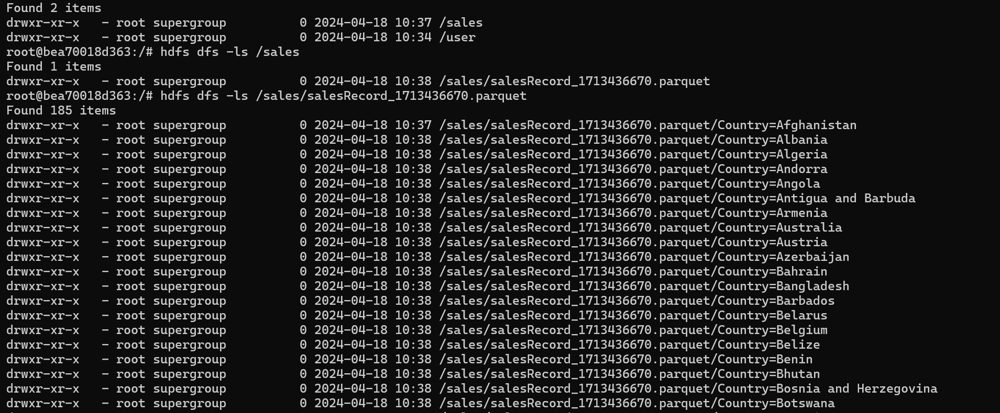 Found 2 items
drwxr-xr-x   - root supergroup          0 2024-04-18 10:37 /sales
drwxr-xr-x   - root supergroup          0 2024-04-18 10:34 /user
root@bea70018d363:/# hdfs dfs -ls /sales
Found 1 items
drwxr-xr-x   - root supergroup          0 2024-04-18 10:38 /sales/salesRecord_1713436670.parquet
root@bea70018d363:/# hdfs dfs -ls /sales/salesRecord_1713436670.parquet
Found 185 items
drwxr-xr-x   - root supergroup          0 2024-04-18 10:37 /sales/salesRecord_1713436670.parquet/Country=Afghanistan
drwxr-xr-x   - root supergroup          0 2024-04-18 10:38 /sales/salesRecord_1713436670.parquet/Country=Albania
drwxr-xr-x   - root supergroup          0 2024-04-18 10:38 /sales/salesRecord_1713436670.parquet/Country=Algeria
drwxr-xr-x   - root supergroup          0 2024-04-18 10:38 /sales/salesRecord_1713436670.parquet/Country=Andorra
drwxr-xr-x   - root supergroup          0 2024-04-18 10:38 /sales/salesRecord_1713436670.parquet/Country=Angola
drwxr-xr-x   - root supergroup          0 2024-04-18 10:38 /sales/salesRecord_1713436670.parquet/Country=Antigua and Barbuda
drwxr-xr-x   - root supergroup          0 2024-04-18 10:38 /sales/salesRecord_1713436670.parquet/Country=Armenia
drwxr-xr-x   - root supergroup          0 2024-04-18 10:38 /sales/salesRecord_1713436670.parquet/Country=Australia
drwxr-xr-x   - root supergroup          0 2024-04-18 10:38 /sales/salesRecord_1713436670.parquet/Country=Austria
drwxr-xr-x   - root supergroup          0 2024-04-18 10:38 /sales/salesRecord_1713436670.parquet/Country=Azerbaijan
drwxr-xr-x   - root supergroup          0 2024-04-18 10:38 /sales/salesRecord_1713436670.parquet/Country=Bahrain
drwxr-xr-x   - root supergroup          0 2024-04-18 10:38 /sales/salesRecord_1713436670.parquet/Country=Bangladesh
drwxr-xr-x   - root supergroup          0 2024-04-18 10:38 /sales/salesRecord_1713436670.parquet/Country=Barbados
drwxr-xr-x   - root supergroup          0 2024-04-18 10:38 /sales/salesRecord_1713436670.parquet/Country=Belarus
drwxr-xr-x   - root supergroup          0 2024-04-18 10:38 /sales/salesRecord_1713436670.parquet/Country=Belgium
drwxr-xr-x   - root supergroup          0 2024-04-18 10:38 /sales/salesRecord_1713436670.parquet/Country=Belize
drwxr-xr-x   - root supergroup          0 2024-04-18 10:38 /sales/salesRecord_1713436670.parquet/Country=Benin
drwxr-xr-x   - root supergroup          0 2024-04-18 10:38 /sales/salesRecord_1713436670.parquet/Country=Bhutan
drwxr-xr-x   - root supergroup          0 2024-04-18 10:38 /sales/salesRecord_1713436670.parquet/Country=Bosnia and Herzegovina
drwxr-xr-x   - root supergroup          0 2024-04-18 10:38 /sales/salesRecord_1713436670.parquet/Country=Botswana